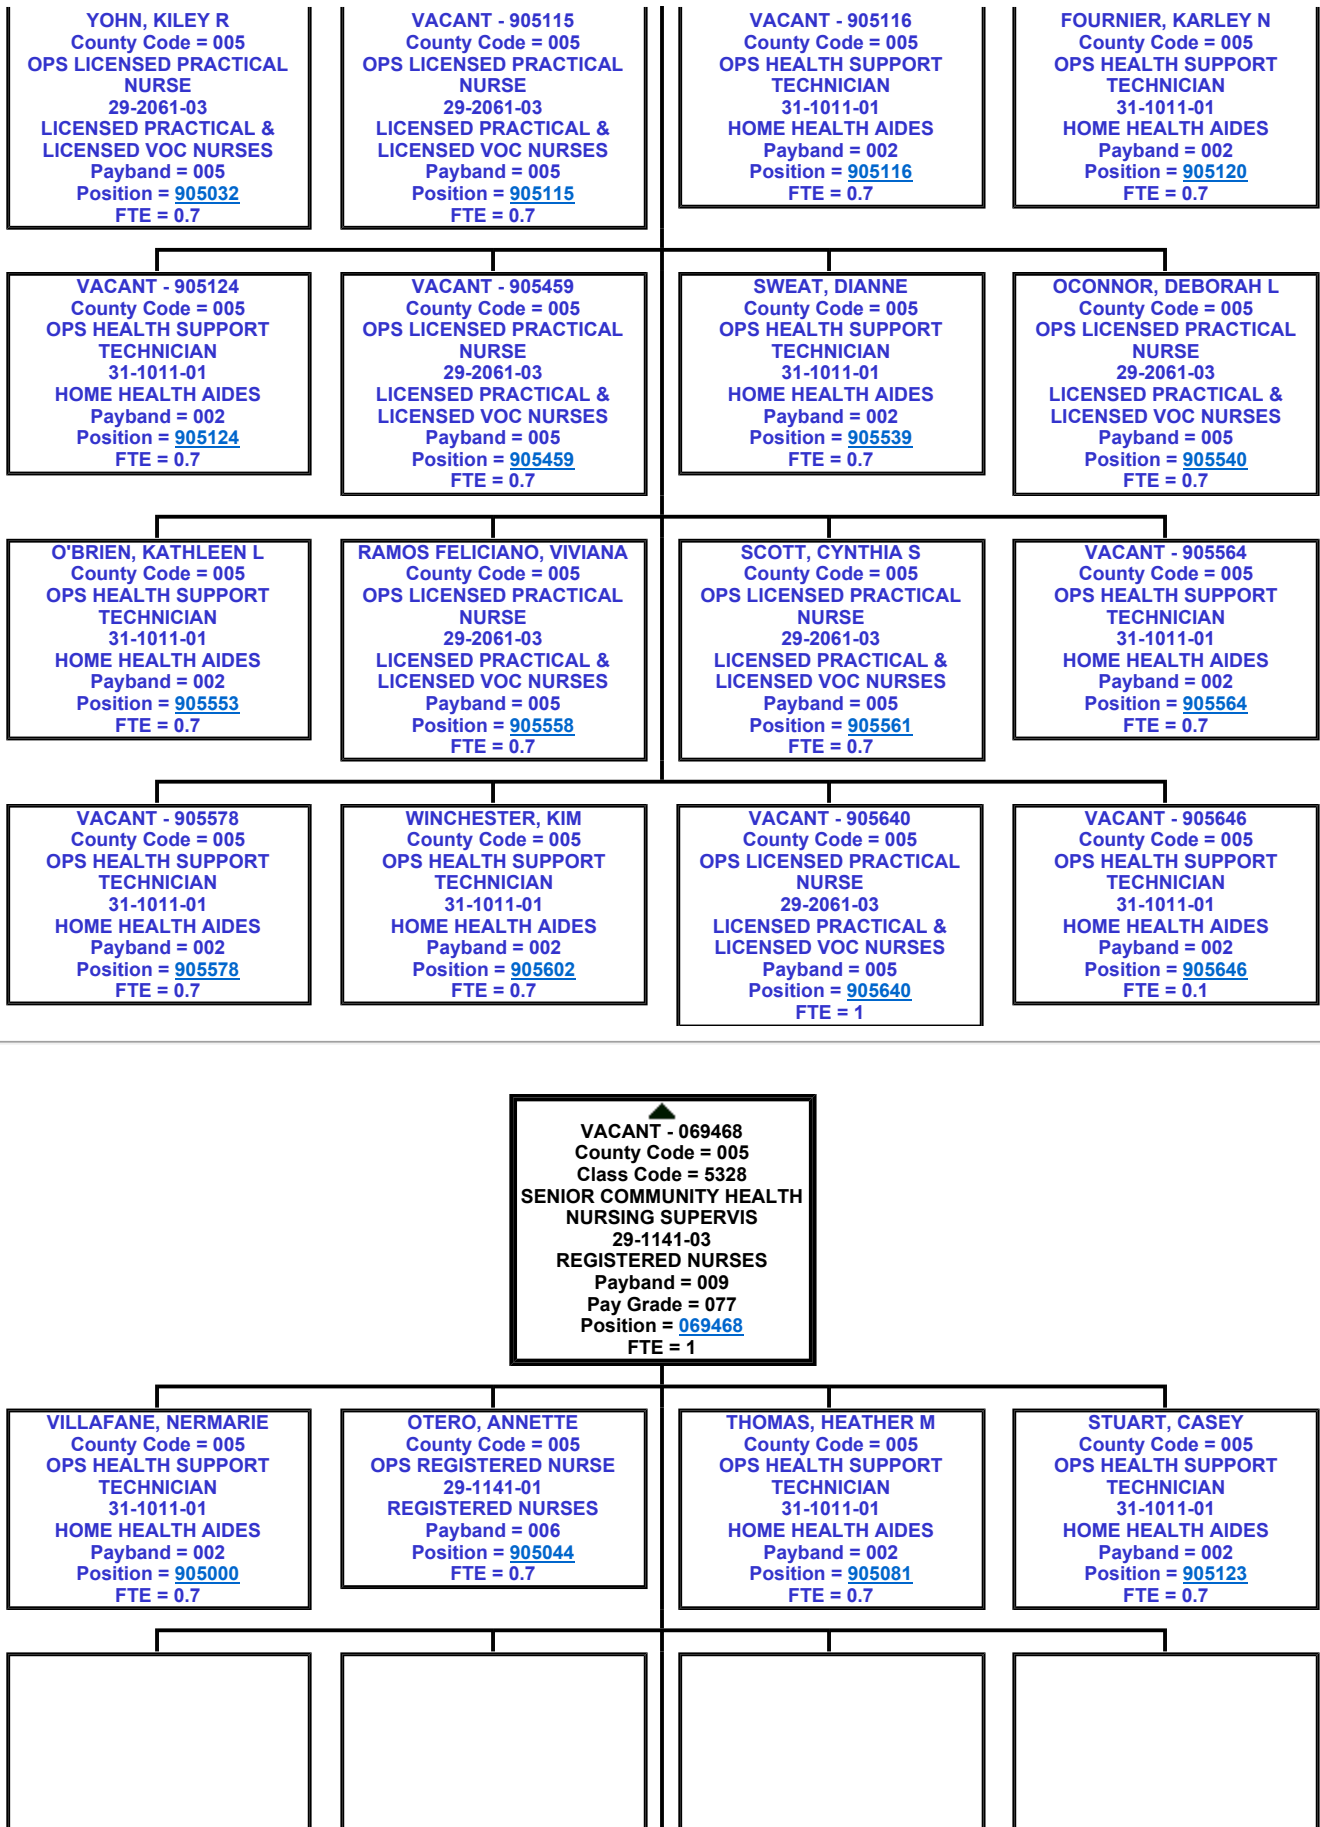 YOHN, KILEY R
County Code = 005
OPS LICENSED PRACTICAL
NURSE
29-2061-03
LICENSED PRACTICAL &
LICENSED VOC NURSES
Payband = 005
Position = 905032
FTE = 0.7
VACANT - 905115
County Code = 005
OPS LICENSED PRACTICAL
NURSE
29-2061-03
LICENSED PRACTICAL &
LICENSED VOC NURSES
Payband = 005
Position = 905115
FTE = 0.7
VACANT - 905116
County Code = 005
OPS HEALTH SUPPORT
TECHNICIAN
31-1011-01
HOME HEALTH AIDES
Payband = 002
Position = 905116
FTE = 0.7
FOURNIER, KARLEY N
County Code = 005
OPS HEALTH SUPPORT
TECHNICIAN
31-1011-01
HOME HEALTH AIDES
Payband = 002
Position = 905120
FTE = 0.7
VACANT - 905124
County Code = 005
OPS HEALTH SUPPORT
TECHNICIAN
31-1011-01
HOME HEALTH AIDES
Payband = 002
Position = 905124
FTE = 0.7
VACANT - 905459
County Code = 005
OPS LICENSED PRACTICAL
NURSE
29-2061-03
LICENSED PRACTICAL &
LICENSED VOC NURSES
Payband = 005
Position = 905459
FTE = 0.7
SWEAT, DIANNE
County Code = 005
OPS HEALTH SUPPORT
TECHNICIAN
31-1011-01
HOME HEALTH AIDES
Payband = 002
Position = 905539
FTE = 0.7
OCONNOR, DEBORAH L
County Code = 005
OPS LICENSED PRACTICAL
NURSE
29-2061-03
LICENSED PRACTICAL &
LICENSED VOC NURSES
Payband = 005
Position = 905540
FTE = 0.7
O'BRIEN, KATHLEEN L
County Code = 005
OPS HEALTH SUPPORT
TECHNICIAN
31-1011-01
HOME HEALTH AIDES
Payband = 002
Position = 905553
FTE = 0.7
RAMOS FELICIANO, VIVIANA
County Code = 005
OPS LICENSED PRACTICAL
NURSE
29-2061-03
LICENSED PRACTICAL &
LICENSED VOC NURSES
Payband = 005
Position = 905558
FTE = 0.7
SCOTT, CYNTHIA S
County Code = 005
OPS LICENSED PRACTICAL
NURSE
29-2061-03
LICENSED PRACTICAL &
LICENSED VOC NURSES
Payband = 005
Position = 905561
FTE = 0.7
VACANT - 905564
County Code = 005
OPS HEALTH SUPPORT
TECHNICIAN
31-1011-01
HOME HEALTH AIDES
Payband = 002
Position = 905564
FTE = 0.7
VACANT - 905578
County Code = 005
OPS HEALTH SUPPORT
TECHNICIAN
31-1011-01
HOME HEALTH AIDES
Payband = 002
Position = 905578
FTE = 0.7
WINCHESTER, KIM
County Code = 005
OPS HEALTH SUPPORT
TECHNICIAN
31-1011-01
HOME HEALTH AIDES
Payband = 002
Position = 905602
FTE = 0.7
VACANT - 905640
County Code = 005
OPS LICENSED PRACTICAL
NURSE
29-2061-03
LICENSED PRACTICAL &
LICENSED VOC NURSES
Payband = 005
Position = 905640
FTE = 1
VACANT - 905646
County Code = 005
OPS HEALTH SUPPORT
TECHNICIAN
31-1011-01
HOME HEALTH AIDES
Payband = 002
Position = 905646
FTE = 0.1
VACANT - 069468
County Code = 005
Class Code = 5328
SENIOR COMMUNITY HEALTH
NURSING SUPERVIS
29-1141-03
REGISTERED NURSES
Payband = 009
Pay Grade = 077
Position = 069468
FTE = 1
VILLAFANE, NERMARIE
County Code = 005
OPS HEALTH SUPPORT
TECHNICIAN
31-1011-01
HOME HEALTH AIDES
Payband = 002
Position = 905000
FTE = 0.7
OTERO, ANNETTE
County Code = 005
OPS REGISTERED NURSE
29-1141-01
REGISTERED NURSES
Payband = 006
Position = 905044
FTE = 0.7
THOMAS, HEATHER M
County Code = 005
OPS HEALTH SUPPORT
TECHNICIAN
31-1011-01
HOME HEALTH AIDES
Payband = 002
Position = 905081
FTE = 0.7
STUART, CASEY
County Code = 005
OPS HEALTH SUPPORT
TECHNICIAN
31-1011-01
HOME HEALTH AIDES
Payband = 002
Position = 905123
FTE = 0.7